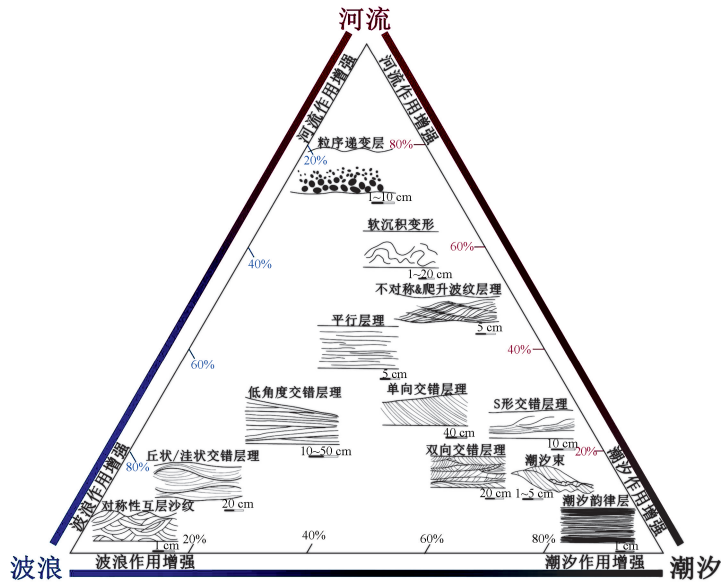 河流
河流作用增强
河流作用增强
粒序递变层
80%
20%
1~10 cm
软沉积变形
60%
40%
1~20 cm
不对称&爬升波纹层理
平行层理
5 cm
40%
60%
5 cm
低角度交错层理
单向交错层理
S形交错层理
40 cm
10 cm
10~50 cm
20%
丘状/洼状交错层理
双向交错层理
潮汐束
80%
波浪作用增强
潮汐作用增强
20 cm
20 cm
1~5 cm
对称性互层沙纹
潮汐韵律层
1 cm
20%
40%
60%
80%
1 cm
波浪
波浪作用增强
潮汐作用增强
潮汐